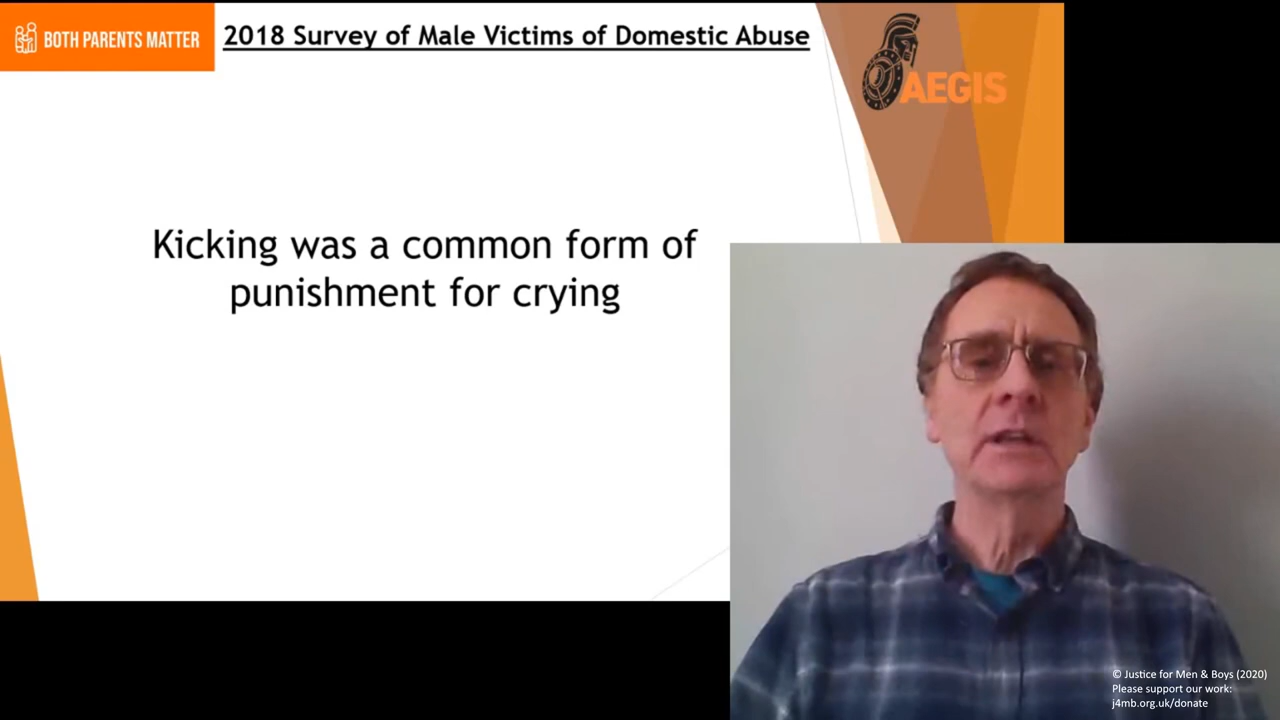 BOTH PARENTS MATTER
2018 Survey of Male Victims of Domestic Abuse
AEGIS
Kicking was a common form of
punishment for crying
© Justice for Men & Boys (2020)
Please support our work:
j4mb.org.uk/donate